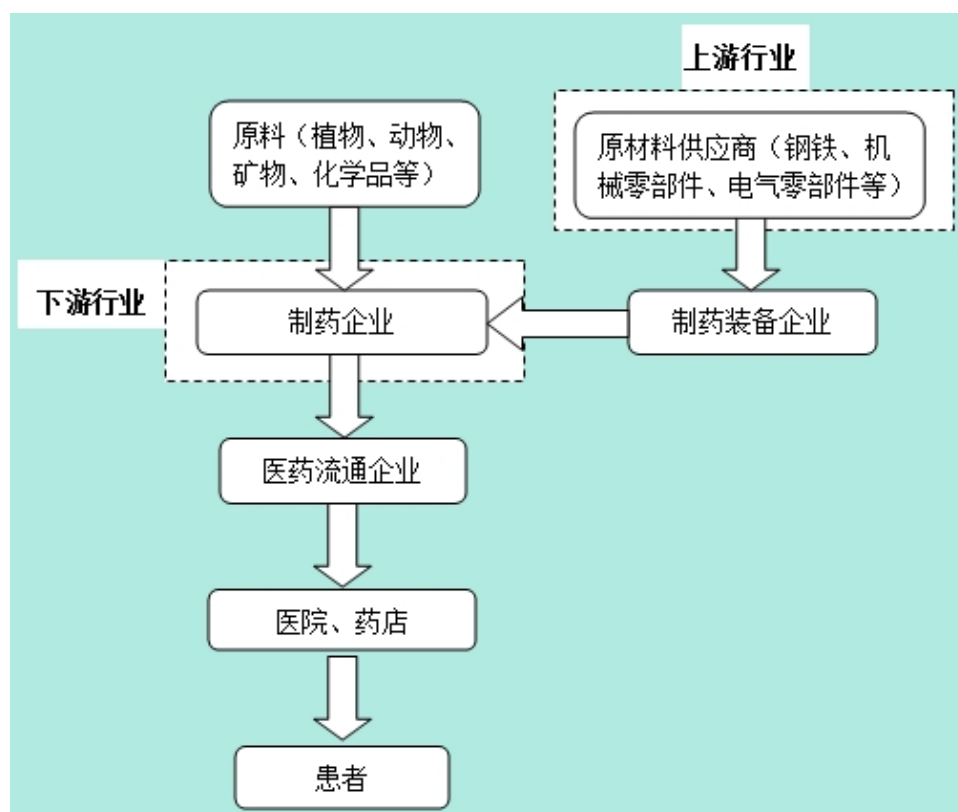 上游行业
原料（植物、动物、
矿物、化学品等）
原材料供应商（钢铁、机
械零部件、电气零部件等）
下游行业
制药企业
制药装备企业
医药流通企业
医院、药店
患者